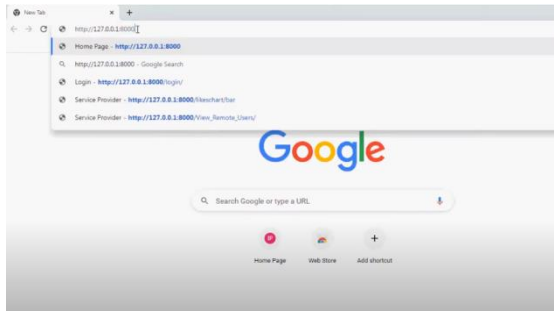 New Tab
http://127.0.0.1:8000
Home Page - http://127.0.0.1:8000
http://127.0.0.1:8000 - Google Search
Login - http://127.0.0.1:8000/login/
Service Provider - http://127.0.0.1:8000/likeschart/bar
Service Provider - http://127.0.0.1:8000/View_Remote_Users/
Google
Search Google or type a URL
Home Page Web Store Add shortcut